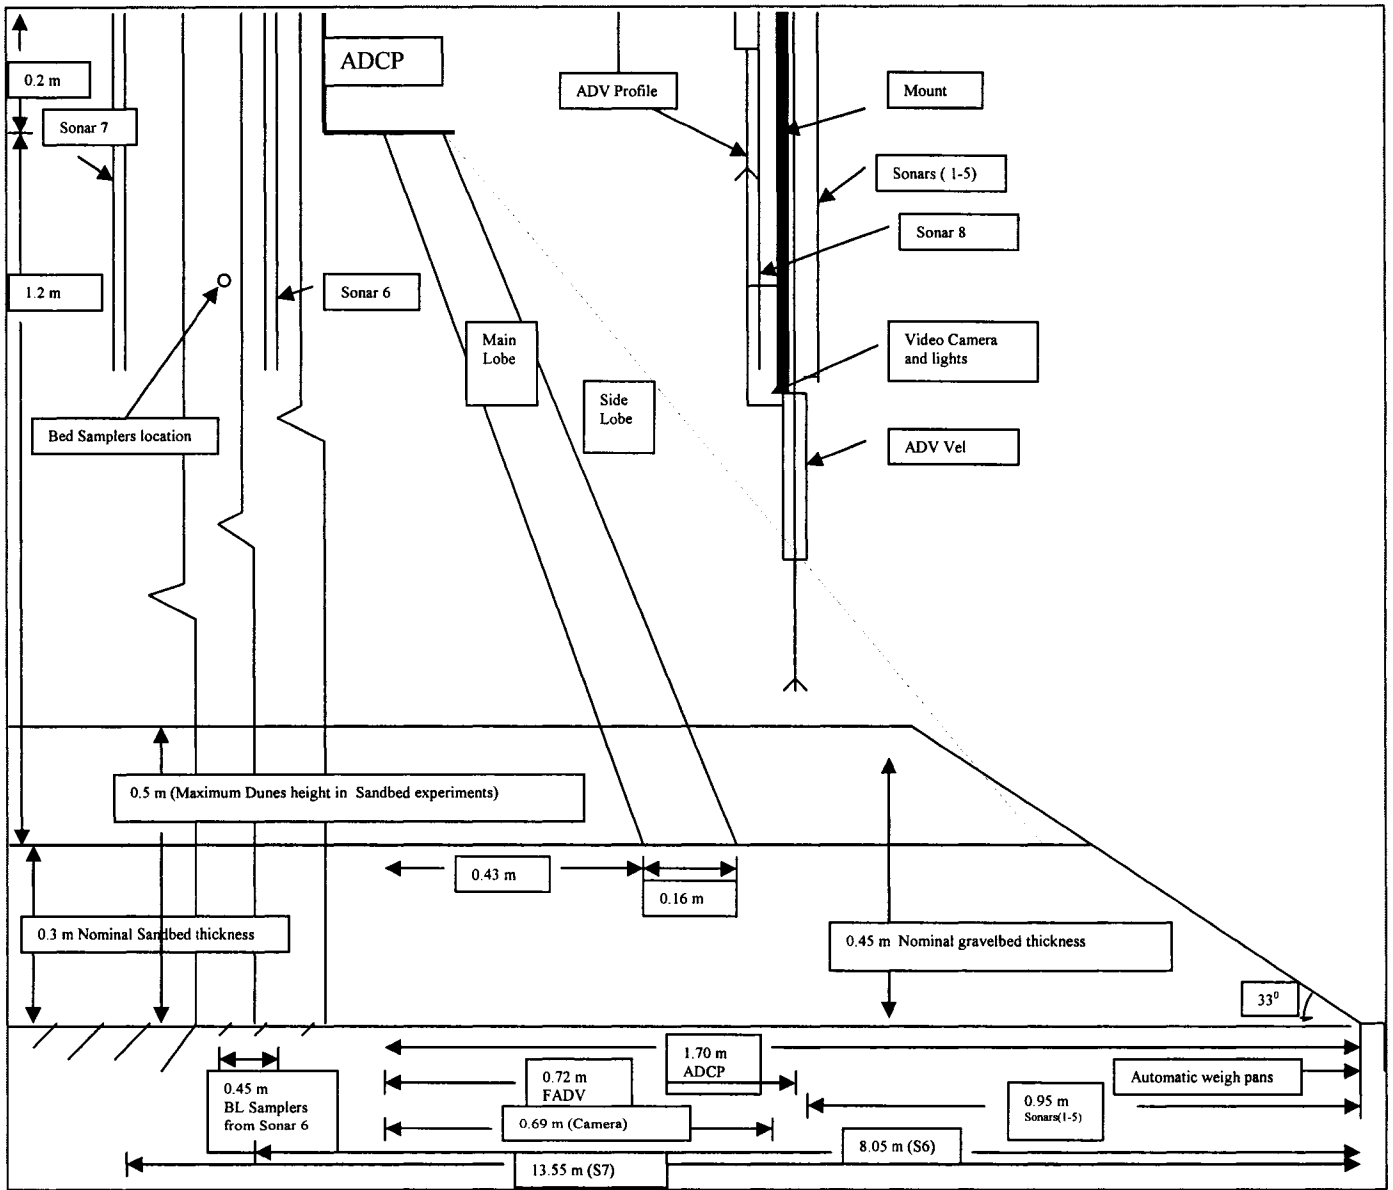 ADCP
0.2 m
ADV Profile
Mount
Sonar 7
Sonars ( 1-5)
Sonar 8
1.2 m
Sonar 6
Main
Lobe
Video Camera
and lights
Side
Lobe
Bed Samplers location
ADV Vel
0.5 m (Maximum Dunes height in Sandbed experiments)
0.43 m
0.16 m
0.3 m Nominal Sandbed thickness
0.45 m Nominal gravelbed thickness
33⁰
1.70 m
ADCP
0.72 m
FADV
Automatic weigh pans
0.45 m
BL Samplers
from Sonar 6
0.95 m
Sonars(1-5)
0.69 m (Camera)
8.05 m (S6)
13.55 m (S7)